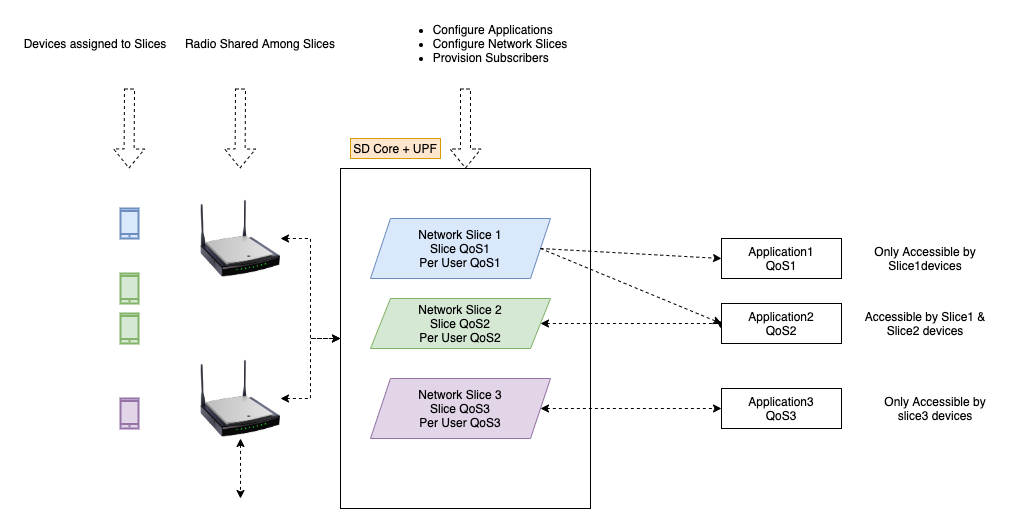 Devices assigned to Slices
Radio Shared Among Slices
• Configure Applications
• Configure Network Slices
• Provision Subscribers
SD Core + UPF
Network Slice 1
Slice QoS1
Per User QoS1
Application1
QoS1
Only Accessible by
Slice1devices
Network Slice 2
Slice QoS2
Per User QoS2
Application2
QoS2
Accessible by Slice1 &
Slice2 devices
Network Slice 3
Slice QoS3
Per User QoS3
Application3
QoS3
Only Accessible by
slice3 devices